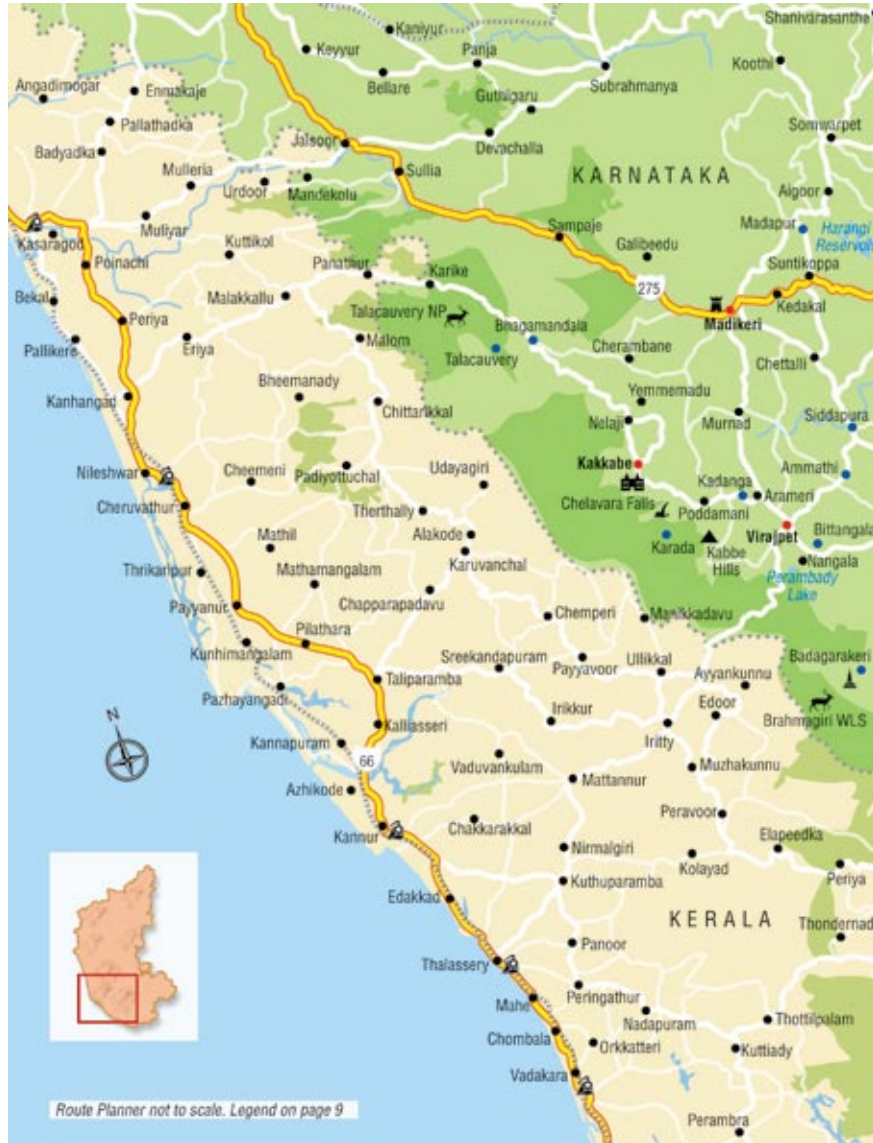 Kaniyur
Shanivarasanthe
Keyyur
Panja
Koothi
Bellare
Subrahmanya
Angadimogar
Enmakaje
Guthigaru
Pallathadka
Somwarpet
Badyadka
Jalsoor
Devachalla
Mulleria
Sullia
KARNATAKA
Urdoor
Mandekolu
Aigoor
Muliyar
Madapur
Harangi
Reservoir
Kasaragod
Sampaje
Kuttikol
Galibeedu
Poinachi
Panathur
Karike
Suntikoppa
275
Bekal
Malakkallu
Kedakal
Talacauvery NP
Madikeri
Periya
Bhagamandala
Pallikere
Eriya
Malom
Talacauvery
Cherambane
Chettalli
Bheemanady
Kanhangad
Chittarikkal
Yemmemadu
Nelaji
Murnad
Siddapura
Nileshwar
Cheemeni
Padiyottuchal
Udayagiri
Kakkabe
Ammathi
Kadanga
Arameri
Chelavara Falls
Poddamani
Cheruvathur
Therthally
Virajpet
Mathil
Alakode
Karada
Kabbe
Hills
Bittangala
Nangala
Thrikaripur
Mathamangalam
Karuvanchal
Perambady
Lake
Payyanur
Chapparapadavu
Chemperi
Manikkadavu
Kunhimangalam
Pilathara
Sreekandapuram
Payyavoor
Ullikkal
Ayyankunnu
Badagarakeri
Pazhayangadi
Taliparamba
Edoor
Brahmagiri WLS
N
Kalliasseri
Irikkur
Iritty
Kannapuram
66
Vaduvankulam
Muzhakunnu
Azhikode
Mattannur
Kannur
Chakkarakkal
Peravoor
Nirmalgiri
Elapeedka
Kolayad
Periya
Kuthuparamba
Edakkad
KERALA
Thondernad
Panoor
Thalassery
Peringathur
Mahe
Nadapuram
Thottilpalam
Chombala
Orkkatteri
Kuttiady
Vadakara
Route Planner not to scale. Legend on page 9
Perambra